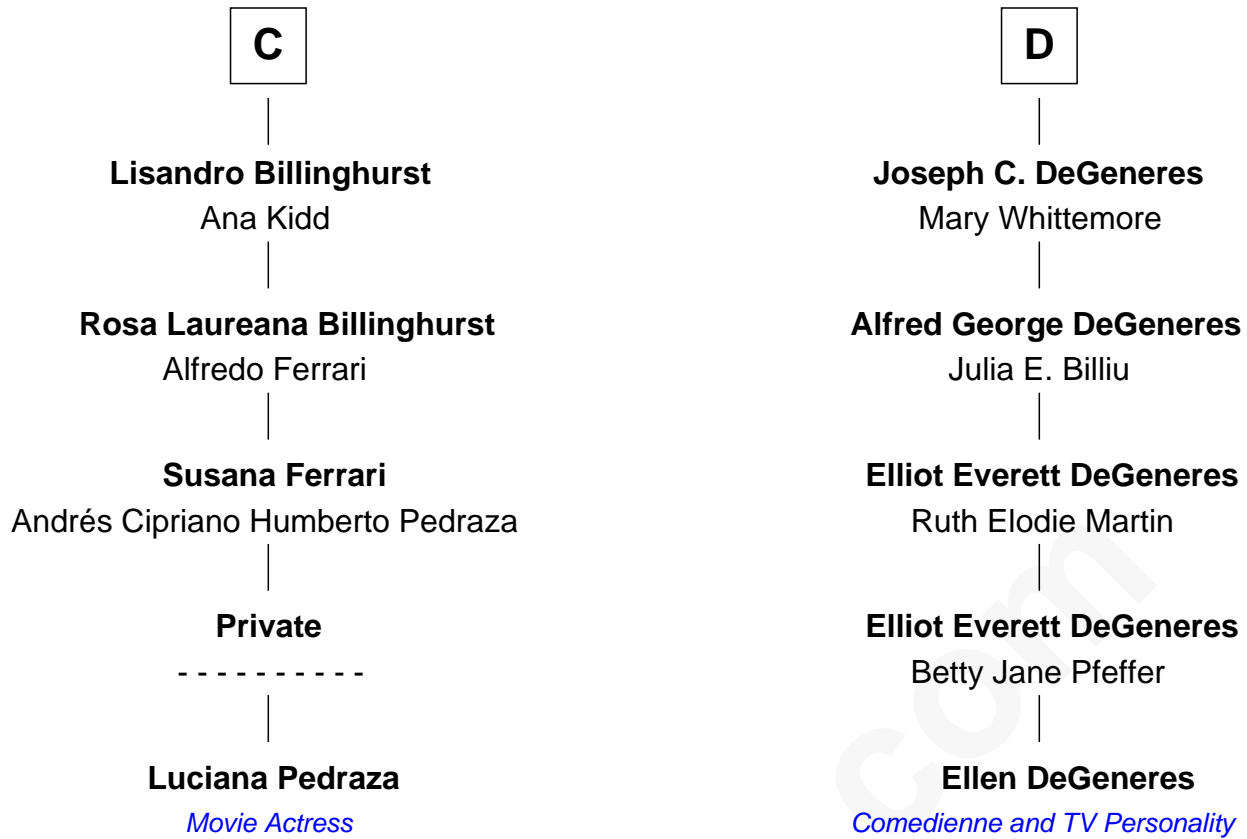 C
Lisandro Billinghurst
Ana Kidd
Rosa Laureana Billinghurst
Alfredo Ferrari
Susana Ferrari
Andrés Cipriano Humberto Pedraza
Private
- - - - - - - - - -
Luciana Pedraza
Movie Actress
D
Joseph C. DeGeneres
Mary Whittemore
Alfred George DeGeneres
Julia E. Billiu
Elliot Everett DeGeneres
Ruth Elodie Martin
Elliot Everett DeGeneres
Betty Jane Pfeffer
Ellen DeGeneres
Comedienne and TV Personality
com